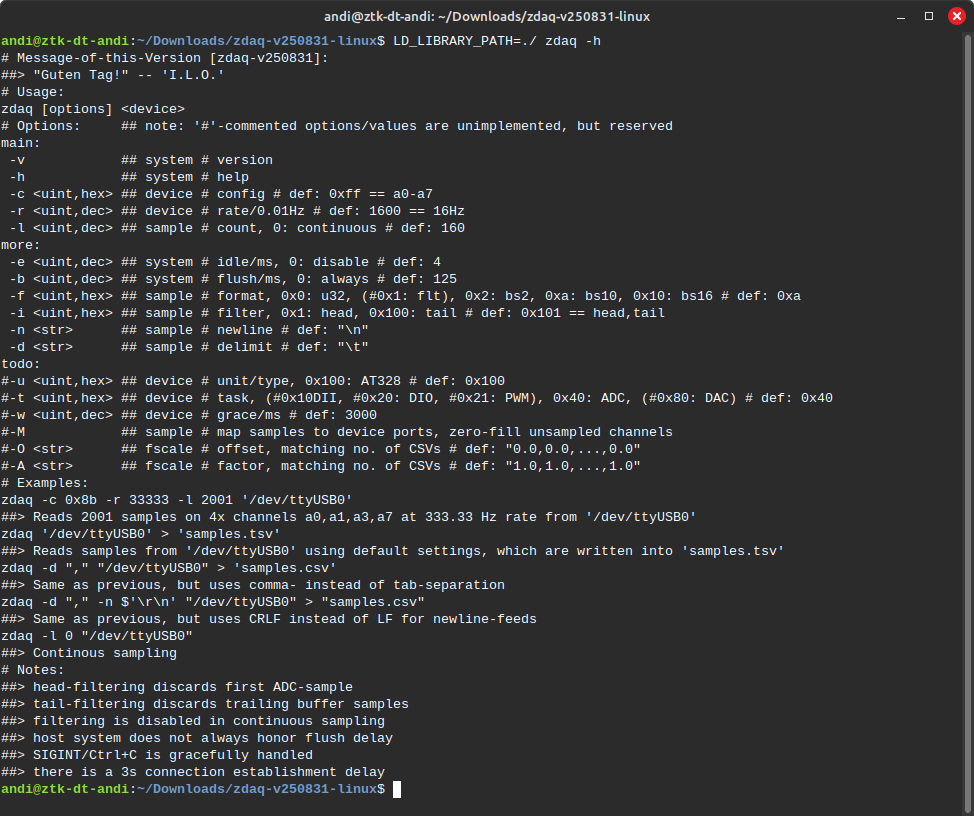 andi@ztk-dt-andi: ~/Downloads/zdaq-v250831-linux
andi@ztk-dt-andi:~/Downloads/zdaq-v250831-linux$ LD_LIBRARY_PATH=./ zdaq -h
# Message-of-this-Version [zdaq-v250831]:
##> "Guten Tag!" -- 'I.L.O.'
# Usage:
zdaq [options] <device>
# Options:     ## note: '#'-commented options/values are unimplemented, but reserved
main:
 -v            ## system # version
 -h            ## system # help
 -c <uint,hex> ## device # config # def: 0xff == a0-a7
 -r <uint,dec> ## device # rate/0.01Hz # def: 1600 == 16Hz
 -l <uint,dec> ## sample # count, 0: continuous # def: 160
more:
 -e <uint,dec> ## system # idle/ms, 0: disable # def: 4
 -b <uint,dec> ## system # flush/ms, 0: always # def: 125
 -f <uint,hex> ## sample # format, 0x0: u32, (#0x1: flt), 0x2: bs2, 0xa: bs10, 0x10: bs16 # def: 0xa
 -i <uint,hex> ## sample # filter, 0x1: head, 0x100: tail # def: 0x101 == head,tail
 -n <str>      ## sample # newline # def: "\n"
 -d <str>      ## sample # delimit # def: "\t"
todo:
#-u <uint,hex> ## device # unit/type, 0x100: AT328 # def: 0x100
#-t <uint,hex> ## device # task, (#0x10DII, #0x20: DIO, #0x21: PWM), 0x40: ADC, (#0x80: DAC) # def: 0x40
#-w <uint,dec> ## device # grace/ms # def: 3000
#-M            ## sample # map samples to device ports, zero-fill unsampled channels
#-O <str>      ## fscale # offset, matching no. of CSVs # def: "0.0,0.0,...,0.0"
#-A <str>      ## fscale # factor, matching no. of CSVs # def: "1.0,1.0,...,1.0"
# Examples:
zdaq -c 0x8b -r 33333 -l 2001 '/dev/ttyUSB0'
##> Reads 2001 samples on 4x channels a0,a1,a3,a7 at 333.33 Hz rate from '/dev/ttyUSB0'
zdaq '/dev/ttyUSB0' > 'samples.tsv'
##> Reads samples from '/dev/ttyUSB0' using default settings, which are written into 'samples.tsv'
zdaq -d "," "/dev/ttyUSB0" > 'samples.csv'
##> Same as previous, but uses comma- instead of tab-separation
zdaq -d "," -n $'\r\n' "/dev/ttyUSB0" > "samples.csv"
##> Same as previous, but uses CRLF instead of LF for newline-feeds
zdaq -l 0 "/dev/ttyUSB0"
##> Continous sampling
# Notes:
##> head-filtering discards first ADC-sample
##> tail-filtering discards trailing buffer samples
##> filtering is disabled in continuous sampling
##> host system does not always honor flush delay
##> SIGINT/Ctrl+C is gracefully handled
##> there is a 3s connection establishment delay
andi@ztk-dt-andi:~/Downloads/zdaq-v250831-linux$